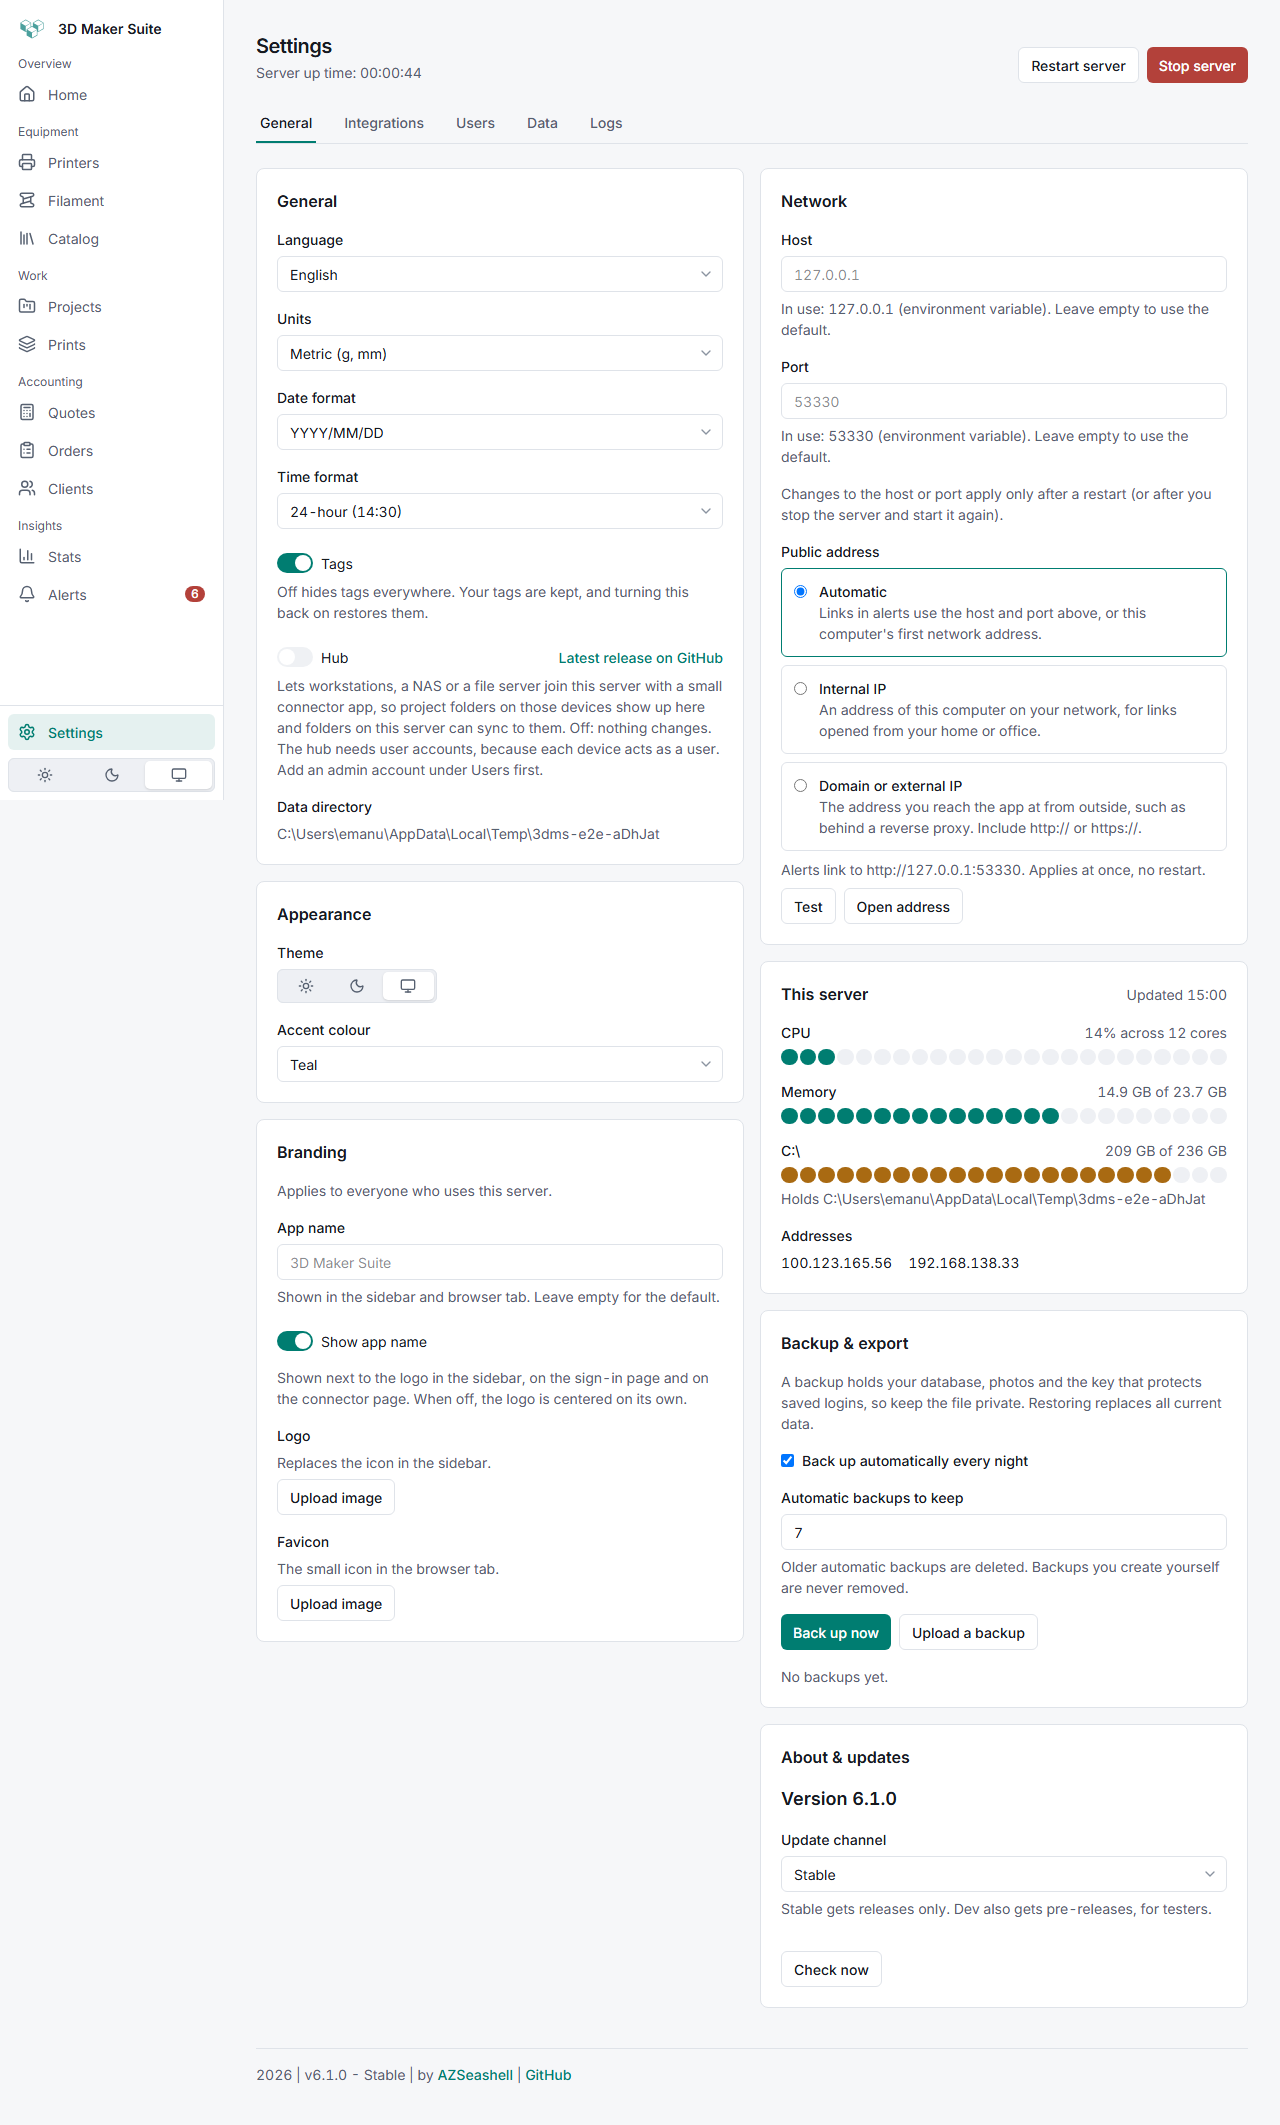 3D Maker Suite
Overview
Home
Equipment
Printers
Filament
Catalog
Work
Projects
Prints
Accounting
Quotes
Orders
Clients
Insights
Stats
Alerts 6
Settings
Settings
Server up time: 00:00:44
Restart server
Stop server
General Integrations Users Data Logs
General
Language
English
Units
Metric (g, mm)
Date format
YYYY/MM/DD
Time format
24-hour (14:30)
Tags
Off hides tags everywhere. Your tags are kept, and turning this
back on restores them.
Hub Latest release on GitHub
Lets workstations, a NAS or a file server join this server with a small
connector app, so project folders on those devices show up here
and folders on this server can sync to them. Off: nothing changes.
The hub needs user accounts, because each device acts as a user.
Add an admin account under Users first.
Data directory
C:\Users\emanu\AppData\Local\Temp\3dms-e2e-aDhJat
Appearance
Theme
Accent colour
Teal
Branding
Applies to everyone who uses this server.
App name
3D Maker Suite
Shown in the sidebar and browser tab. Leave empty for the default.
Show app name
Shown next to the logo in the sidebar, on the sign-in page and on
the connector page. When off, the logo is centered on its own.
Logo
Replaces the icon in the sidebar.
Upload image
Favicon
The small icon in the browser tab.
Upload image
Network
Host
127.0.0.1
In use: 127.0.0.1 (environment variable). Leave empty to use the
default.
Port
53330
In use: 53330 (environment variable). Leave empty to use the
default.
Changes to the host or port apply only after a restart (or after you
stop the server and start it again).
Public address
Automatic
Links in alerts use the host and port above, or this
computer's first network address.
Internal IP
An address of this computer on your network, for links
opened from your home or office.
Domain or external IP
The address you reach the app at from outside, such as
behind a reverse proxy. Include http:// or https://.
Alerts link to http://127.0.0.1:53330. Applies at once, no restart.
Test Open address
This server Updated 15:00
CPU 14% across 12 cores
Memory 14.9 GB of 23.7 GB
C:\ 209 GB of 236 GB
Holds C:\Users\emanu\AppData\Local\Temp\3dms-e2e-aDhJat
Addresses
100.123.165.56 192.168.138.33
Backup & export
A backup holds your database, photos and the key that protects
saved logins, so keep the file private. Restoring replaces all current
data.
Back up automatically every night
Automatic backups to keep
7
Older automatic backups are deleted. Backups you create yourself
are never removed.
Back up now Upload a backup
No backups yet.
About & updates
Version 6.1.0
Update channel
Stable
Stable gets releases only. Dev also gets pre-releases, for testers.
Check now
2026 | v6.1.0 - Stable | by AZSeashell | GitHub